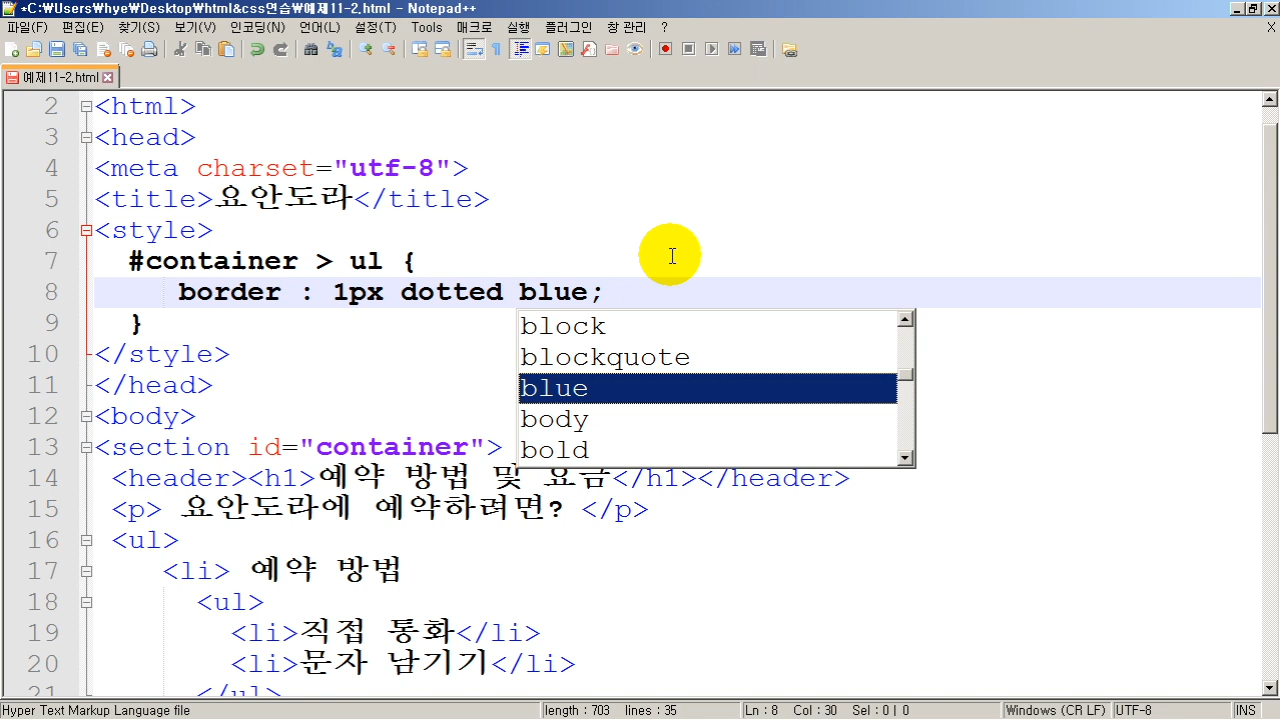 *C:₩Users₩hye₩Desktop₩html&css연습₩예제11-2.html - Notepad++
파일(F) 편집(E) 찾기(S) 보기(V) 인코딩(N) 언어(L) 설정(T) Tools 매크로 실행 플러그인 창 관리 ? X
예제11-2.html
2 <html>
3 <head>
4 <meta charset="utf-8">
5 <title>요안도라</title>
6 <style>
7 #container > ul {
8 border : 1px dotted blue;
9 }
block
10 </style>
blockquote
11 </head>
blue
12 <body>
body
13 <section id="container">
bold
14 <header><h1>예약 방법 및 요금</h1></header>
15 <p> 요안도라에 예약하려면? </p>
16 <ul>
17 <li> 예약 방법
18 <ul>
19 <li>직접 통화</li>
20 <li>문자 남기기</li>
21 </ul>
Hyper Text Markup Language file length : 703 lines : 35 Ln : 8 Col : 30 Sel : 0 | 0 Windows (CR LF) UTF-8 INS